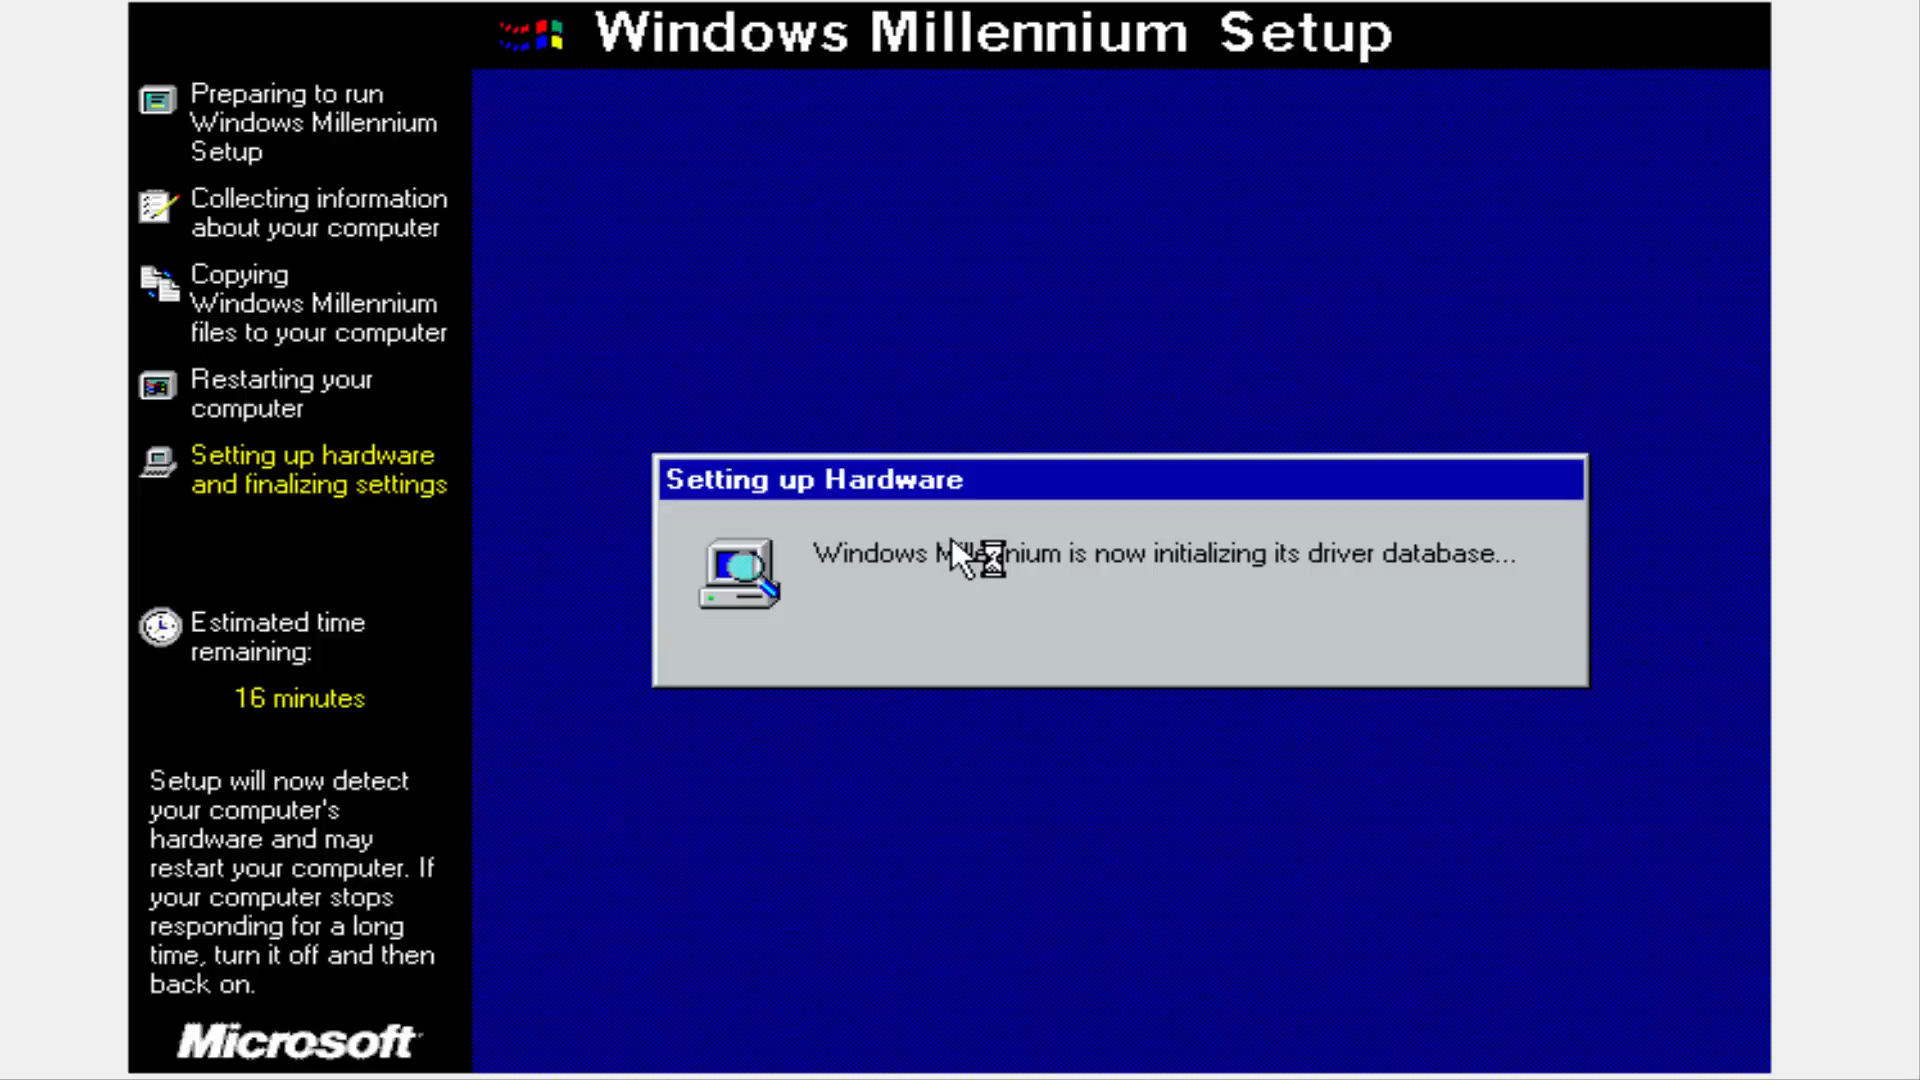 Windows Millennium Setup
Preparing to run
Windows Millennium
Setup
Collecting information
about your computer
Copying
Windows Millennium
files to your computer
Restarting your
computer
Setting up hardware
and finalizing settings
Estimated time
remaining:
16 minutes
Setup will now detect
your computer's
hardware and may
restart your computer. If
your computer stops
responding for a long
time, turn it off and then
back on.
Microsoft
Setting up Hardware
Windows Millennium is now initializing its driver database...